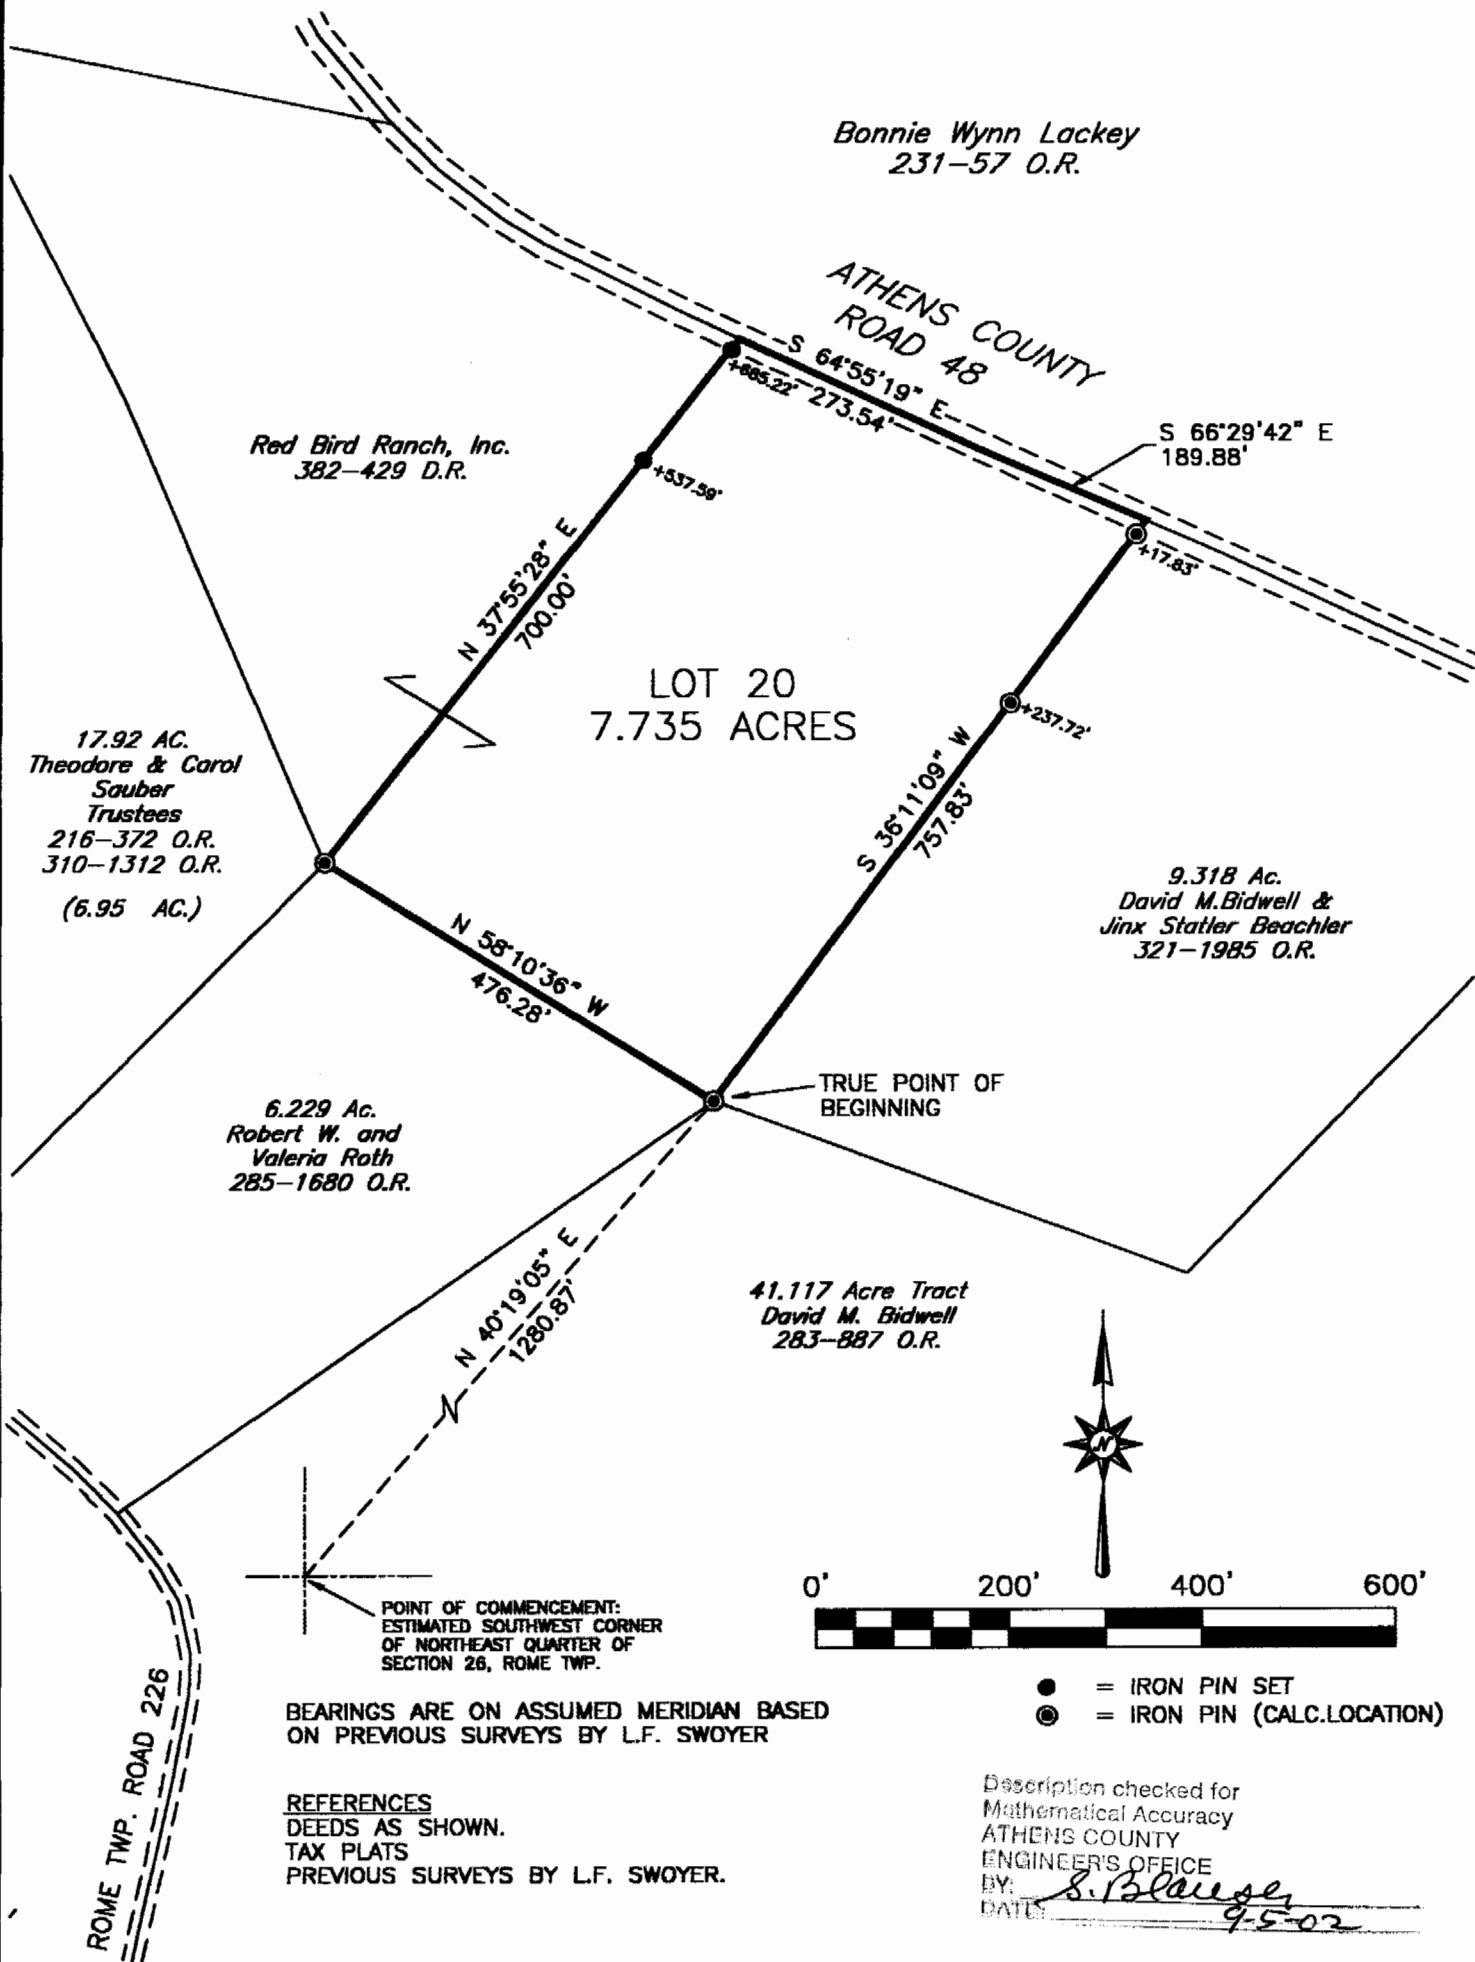 Bonnie Wynn Lackey
231-57 O.R.
ATHENS COUNTY
ROAD 48
S 64°55'19" E
273.54'
+685.22'
S 66°29'42" E
189.88'
Red Bird Ranch, Inc.
382-429 D.R.
+537.59'
+17.83'
N 37°55'28" E
700.00'
LOT 20
7.735 ACRES
+237.72'
S 36°11'09" W
757.83'
17.92 AC.
Theodore & Carol
Sauber
Trustees
216-372 O.R.
310-1312 O.R.
(6.95 AC.)
9.318 Ac.
David M.Bidwell &
Jinx Statler Beachler
321-1985 O.R.
N 58°10'36" W
476.28'
TRUE POINT OF
BEGINNING
6.229 Ac.
Robert W. and
Valeria Roth
285-1680 O.R.
N 40°19'05" E
1280.87'
41.117 Acre Tract
David M. Bidwell
283-887 O.R.
N
0' 200' 400' 600'
POINT OF COMMENCEMENT:
ESTIMATED SOUTHWEST CORNER
OF NORTHEAST QUARTER OF
SECTION 26, ROME TWP.
= IRON PIN SET
= IRON PIN (CALC.LOCATION)
BEARINGS ARE ON ASSUMED MERIDIAN BASED
ON PREVIOUS SURVEYS BY L.F. SWOYER
ROME TWP. ROAD 226
REFERENCES
DEEDS AS SHOWN.
TAX PLATS
PREVIOUS SURVEYS BY L.F. SWOYER.
Description checked for
Mathematical Accuracy
ATHENS COUNTY
ENGINEER'S OFFICE
BY: S. Blauser
DATE: 9-5-02